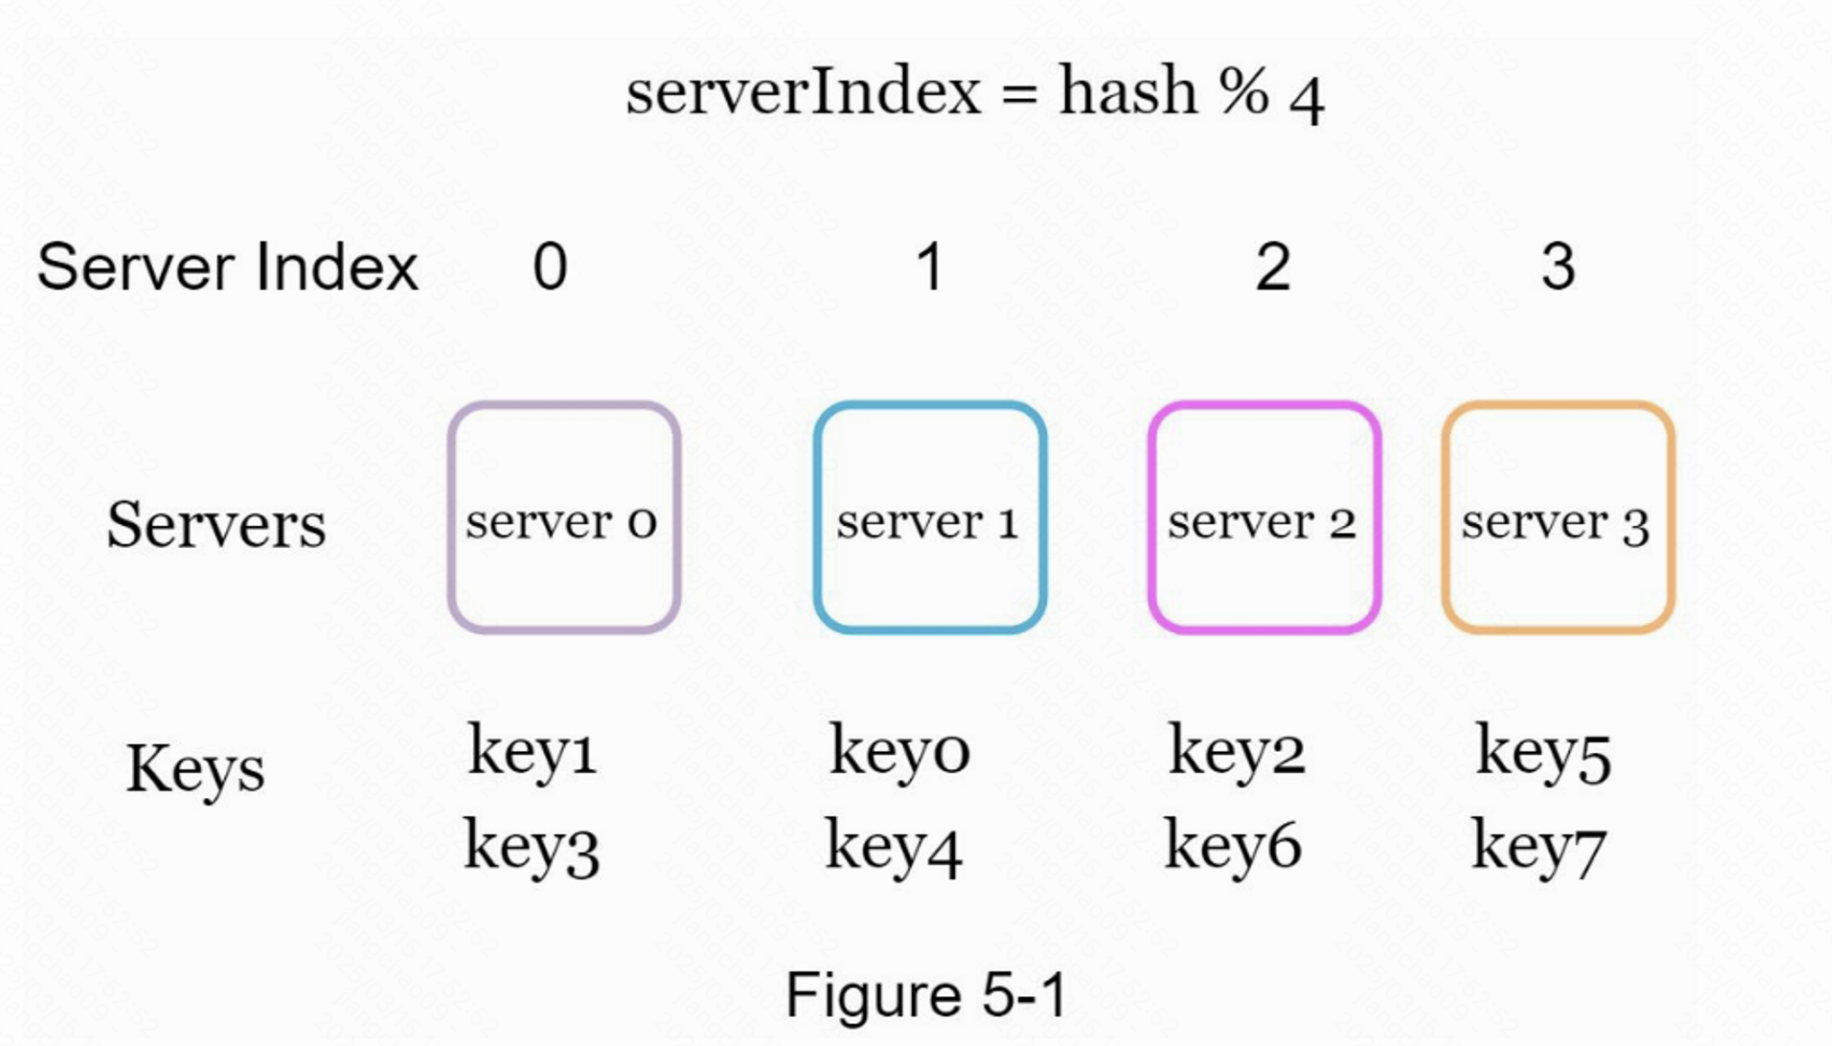 serverIndex = hash % 4
Server Index 0 1 2 3
Servers server 0 server 1 server 2 server 3
Keys key1 key0 key2 key5
key3 key4 key6 key7
Figure 5-1